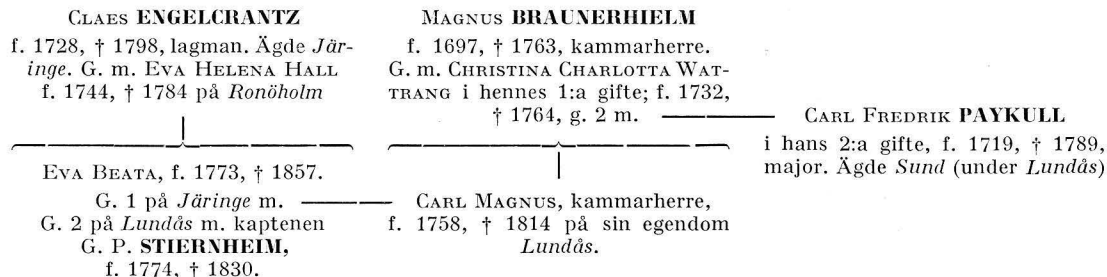 CLAES ENGELCRANTZ
f. 1728, † 1798, lagman. Ägde Jär-
inge. G. m. EVA HELENA HALL
f. 1744, † 1784 på Ronöholm
MAGNUS BRAUNERHIELM
f. 1697, † 1763, kammarherre.
G. m. CHRISTINA CHARLOTTA WAT-
TRANG i hennes 1:a gifte; f. 1732,
† 1764, g. 2 m.
CARL FREDRIK PAYKULL
i hans 2:a gifte, f. 1719, † 1789,
major. Ägde Sund (under Lundås)
EVA BEATA, f. 1773, † 1857.
G. 1 på Järinge m.
G. 2 på Lundås m. kaptenen
G. P. STIERNHEIM,
f. 1774, † 1830.
CARL MAGNUS, kammarherre,
f. 1758, † 1814 på sin egendom
Lundås.